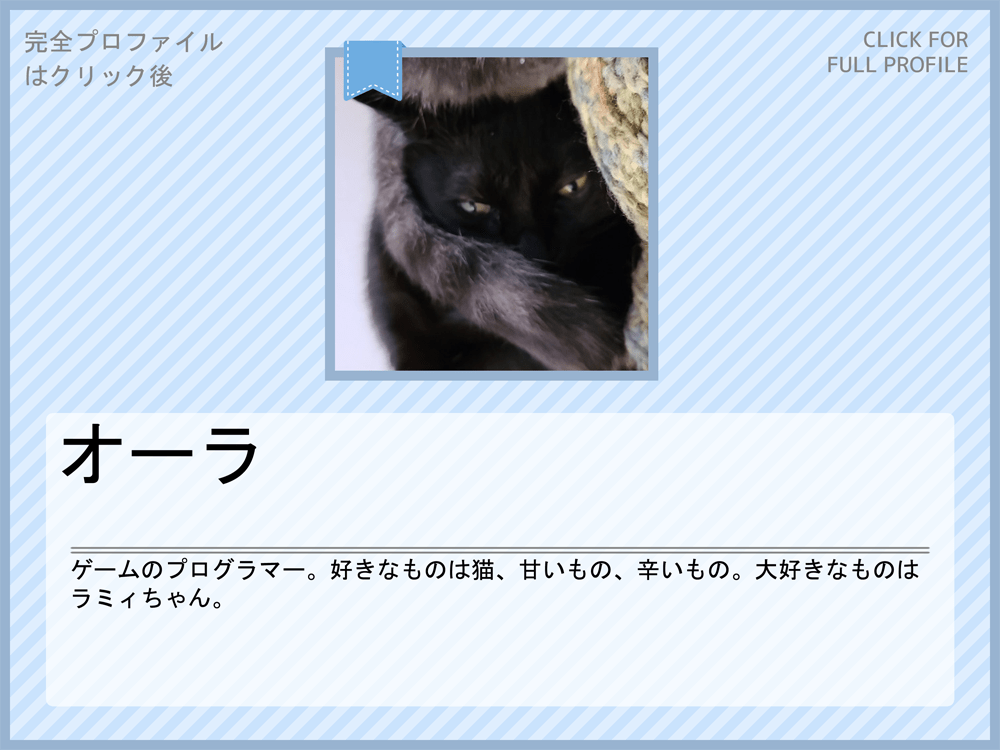 完全プロファイル
はクリック後
CLICK FOR
FULL PROFILE
オーラ
ゲームのプログラマー。好きなものは猫、甘いもの、辛いもの。大好きなものは
ラミィちゃん。